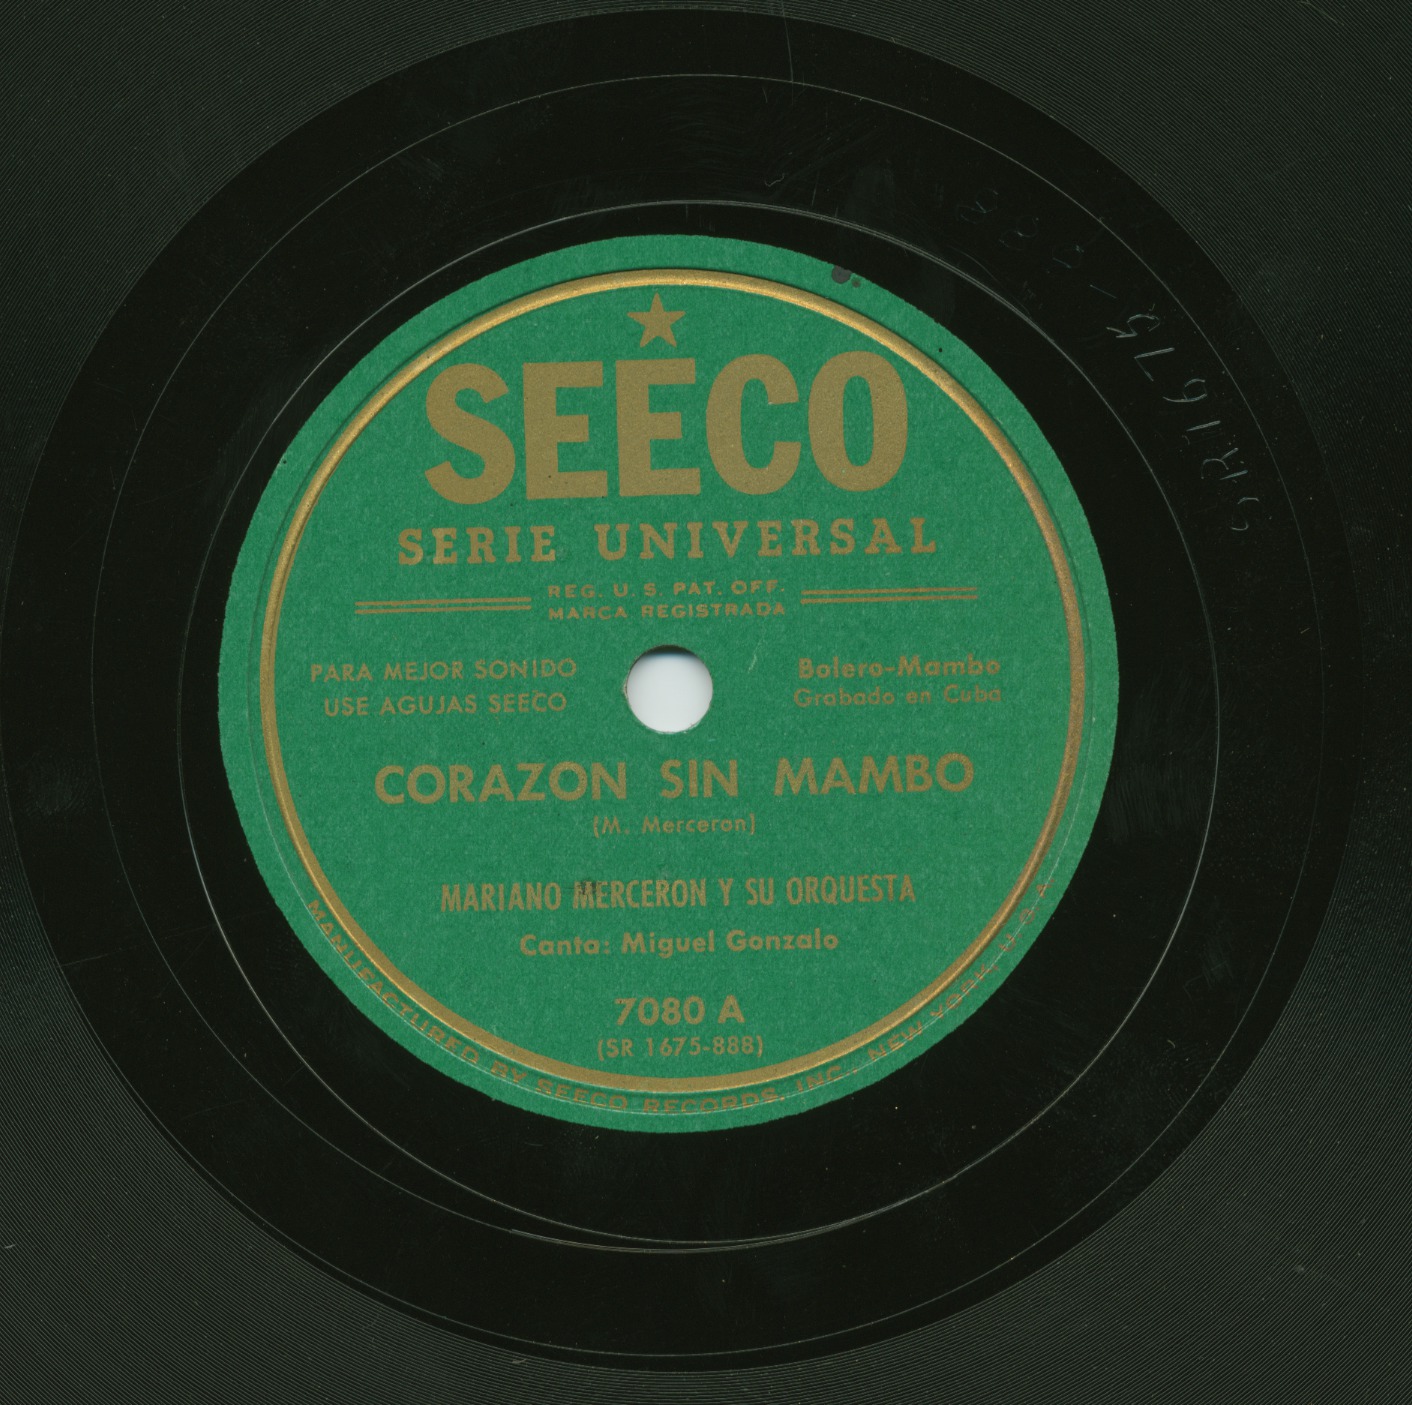 SEECO
SERIE UNIVERSAL
REG. U. S. PAT. OFF.
MARCA REGISTRADA
PARA MEJOR SONIDO
USE AGUJAS SEECO
Bolero-Mambo
Grabado en Cuba
CORAZON SIN MAMBO
(M. Merceron)
MARIANO MERCERON Y SU ORQUESTA
Canta: Miguel Gonzalo
7080 A
(SR 1675-888)
MANUFACTURED BY SEECO RECORDS, INC., NEW YORK, U.S.A.
SR1675-888